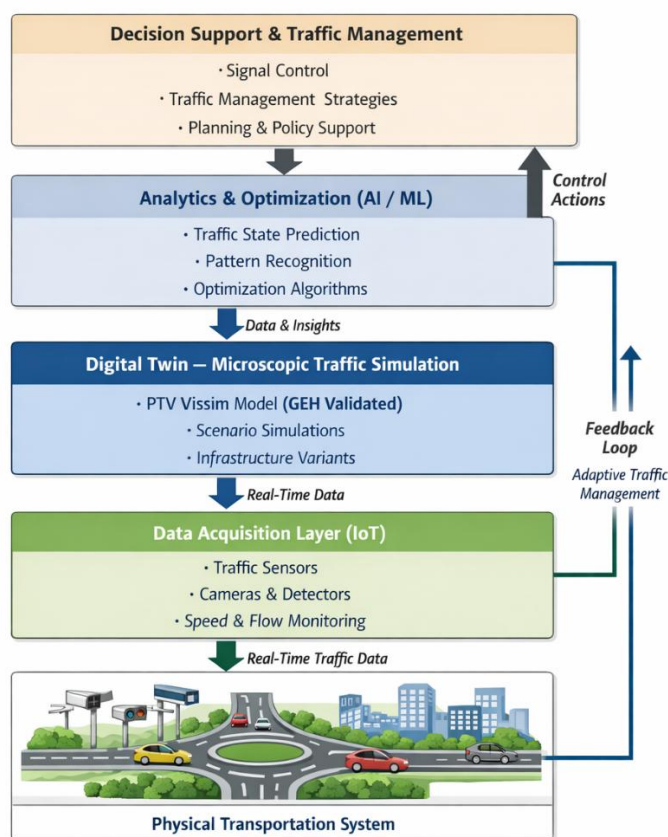 Decision Support & Traffic Management
· Signal Control
· Traffic Management Strategies
· Planning & Policy Support
Control
Actions
Analytics & Optimization (AI / ML)
· Traffic State Prediction
· Pattern Recognition
· Optimization Algorithms
Data & Insights
Digital Twin — Microscopic Traffic Simulation
· PTV Vissim Model (GEH Validated)
· Scenario Simulations
· Infrastructure Variants
Feedback
Loop
Adaptive Traffic
Management
Real-Time Data
Data Acquisition Layer (IoT)
· Traffic Sensors
· Cameras & Detectors
· Speed & Flow Monitoring
Real-Time Traffic Data
Physical Transportation System